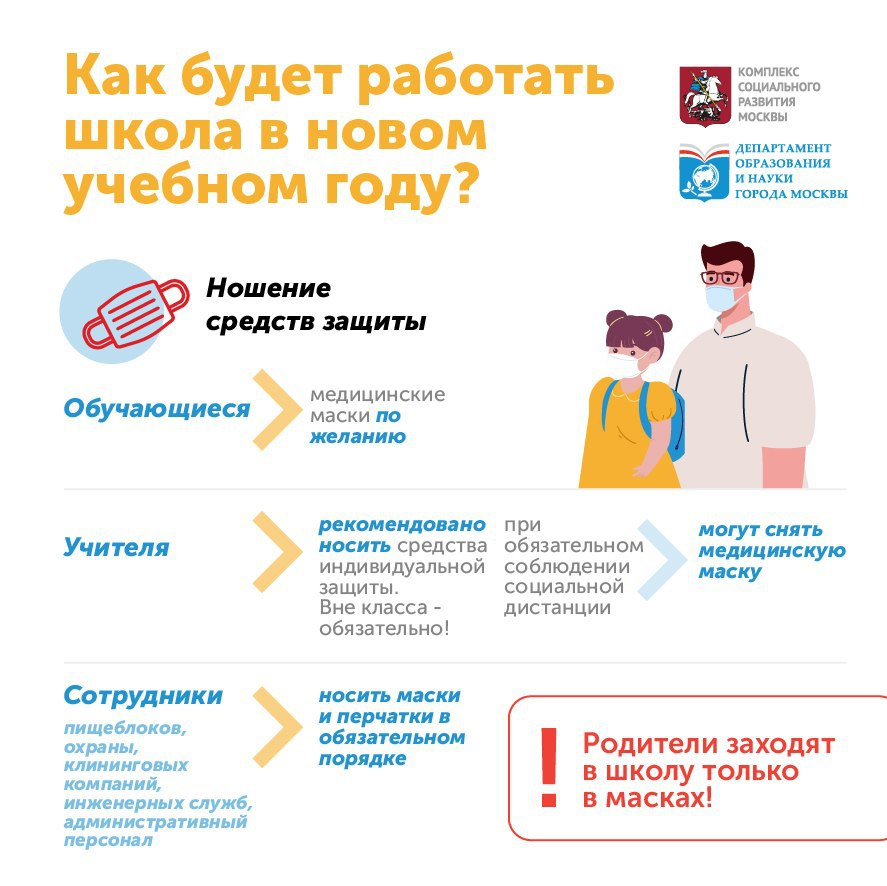 Как будет работать
школа в новом
учебном году?
КОМПЛЕКС
СОЦИАЛЬНОГО
РАЗВИТИЯ
МОСКВЫ
ДЕПАРТАМЕНТ
ОБРАЗОВАНИЯ
И НАУКИ
ГОРОДА МОСКВЫ
Ношение
средств защиты
Обучающиеся
медицинские
маски по
желанию
Учителя
рекомендовано
носить средства
индивидуальной
защиты.
Вне класса -
обязательно!
при
обязательном
соблюдении
социальной
дистанции
могут снять
медицинскую
маску
Сотрудники
пищеблоков,
охраны,
клининговых
компаний,
инженерных служб,
административный
персонал
носить маски
и перчатки в
обязательном
порядке
! Родители заходят
в школу только
в масках!